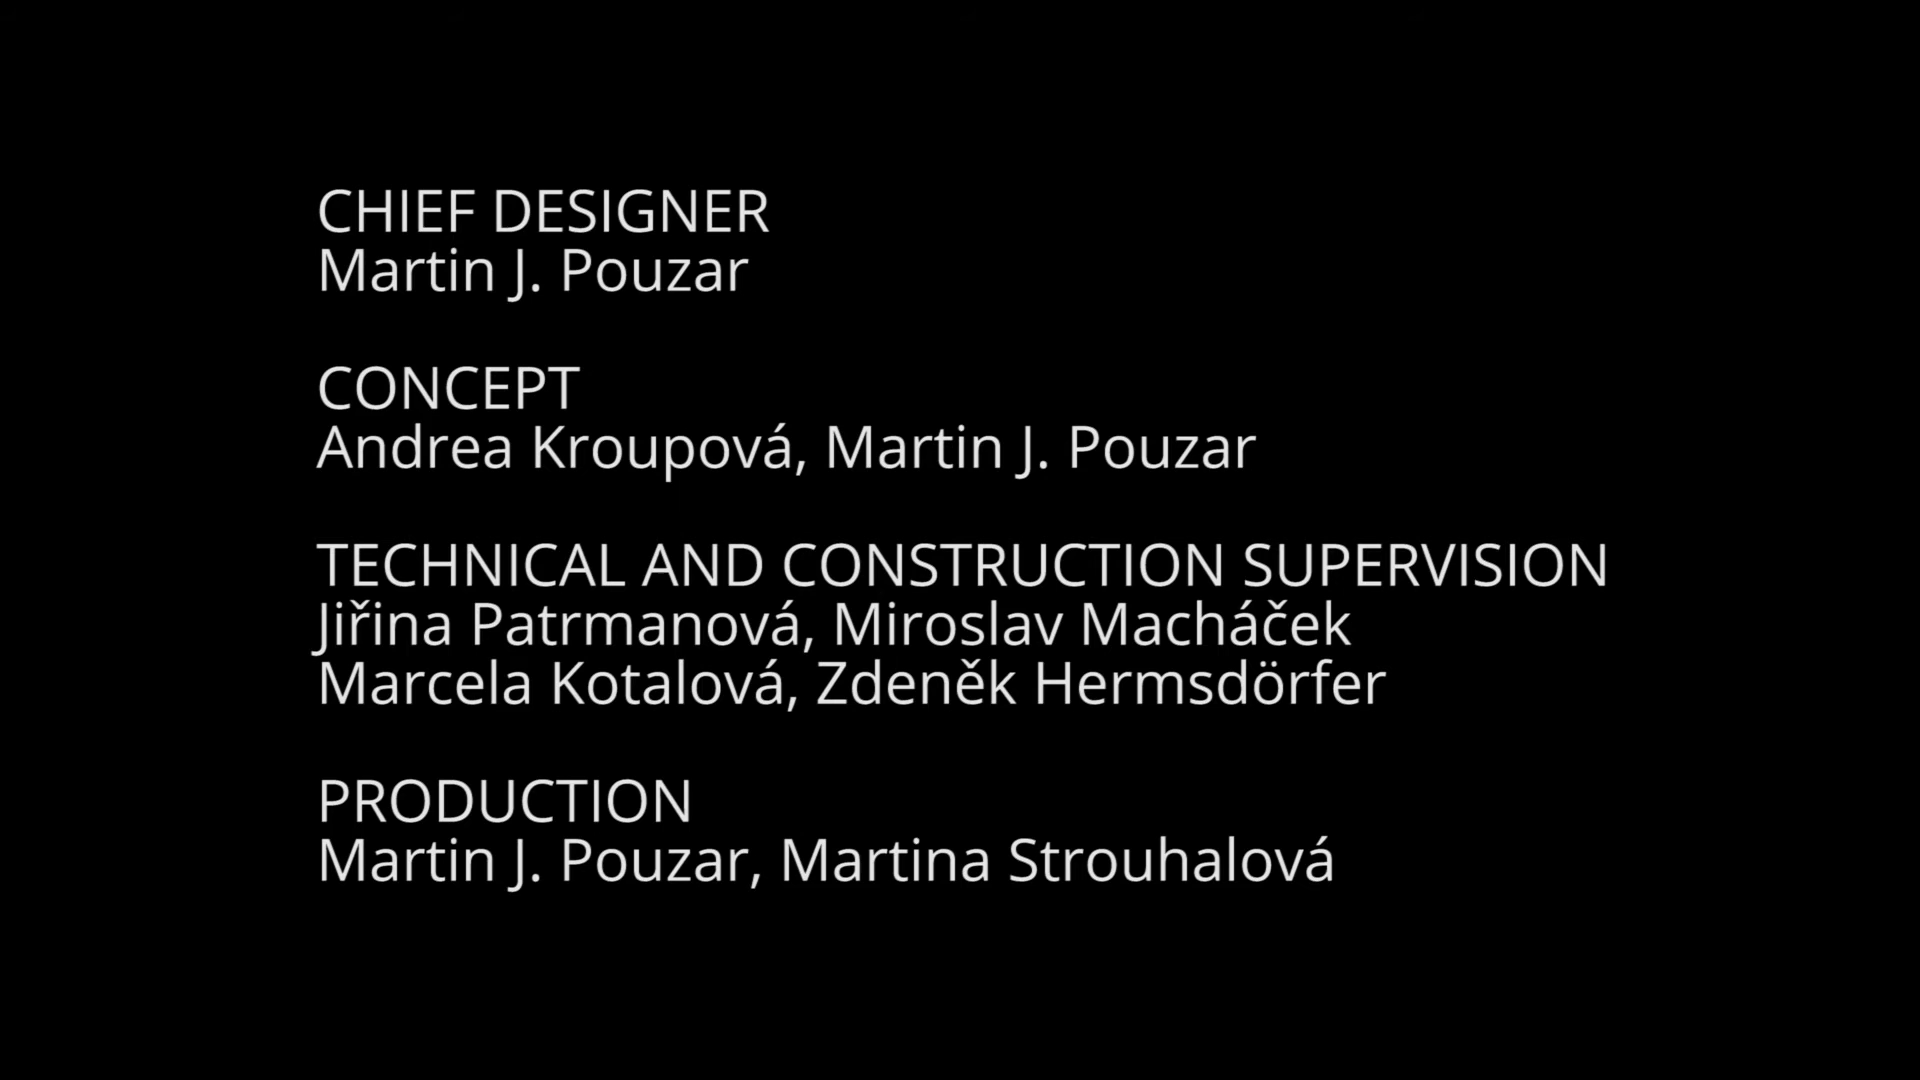 CHIEF DESIGNER
Martin J. Pouzar
CONCEPT
Andrea Kroupová, Martin J. Pouzar
TECHNICAL AND CONSTRUCTION SUPERVISION
Jiřina Patrmanová, Miroslav Macháček
Marcela Kotalová, Zdeněk Hermsdörfer
PRODUCTION
Martin J. Pouzar, Martina Strouhalová